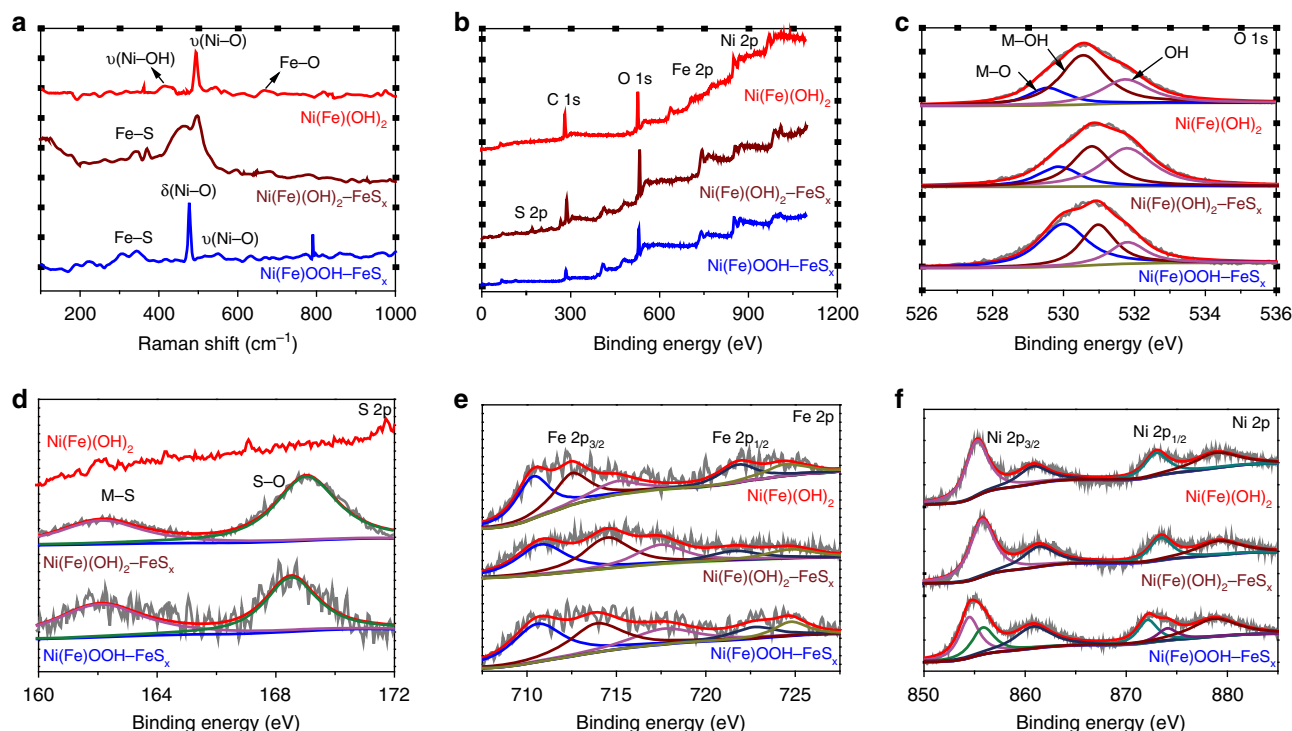 a
υ(Ni–OH)
υ(Ni–O)
Fe–O
Ni(Fe)(OH)₂
Fe–S
Ni(Fe)(OH)₂–FeSₓ
δ(Ni–O)
Fe–S
υ(Ni–O)
Ni(Fe)OOH–FeSₓ
200 400 600 800 1000
Raman shift (cm⁻¹)
b
Ni 2p
Fe 2p
O 1s
C 1s
Ni(Fe)(OH)₂
S 2p
Ni(Fe)(OH)₂–FeSₓ
Ni(Fe)OOH–FeSₓ
0 300 600 900 1200
Binding energy (eV)
c
O 1s
M–OH
OH
M–O
Ni(Fe)(OH)₂
Ni(Fe)(OH)₂–FeSₓ
Ni(Fe)OOH–FeSₓ
526 528 530 532 534 536
Binding energy (eV)
d
S 2p
Ni(Fe)(OH)₂
M–S
S–O
Ni(Fe)(OH)₂–FeSₓ
Ni(Fe)OOH–FeSₓ
160 164 168 172
Binding energy (eV)
e
Fe 2p
Fe 2p₃/₂
Fe 2p₁/₂
Ni(Fe)(OH)₂
Ni(Fe)(OH)₂–FeSₓ
Ni(Fe)OOH–FeSₓ
710 715 720 725
Binding energy (eV)
f
Ni 2p
Ni 2p₃/₂
Ni 2p₁/₂
Ni(Fe)(OH)₂
Ni(Fe)(OH)₂–FeSₓ
Ni(Fe)OOH–FeSₓ
850 860 870 880
Binding energy (eV)